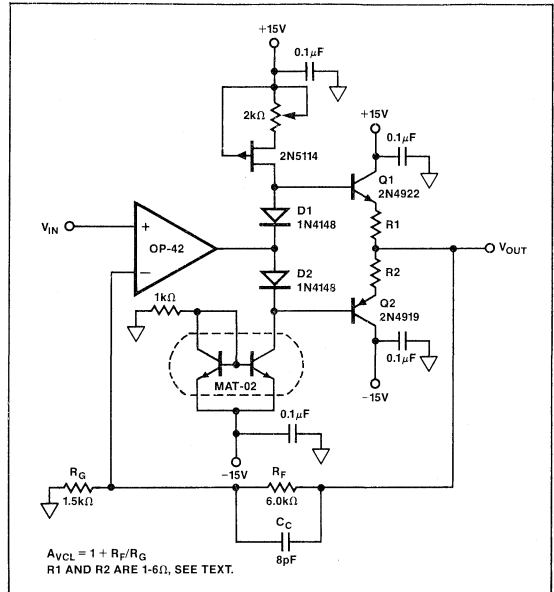 +15V
0.1µF
2kΩ
+15V
0.1µF
2N5114
Q1
2N4922
D1
1N4148
R1
VIN
+
OP-42
−
VOUT
D2
1N4148
R2
1kΩ
Q2
2N4919
MAT-02
0.1µF
0.1µF
−15V
−15V
RG
1.5kΩ
RF
6.0kΩ
CC
8pF
AVCL = 1 + RF/RG
R1 AND R2 ARE 1-6Ω, SEE TEXT.